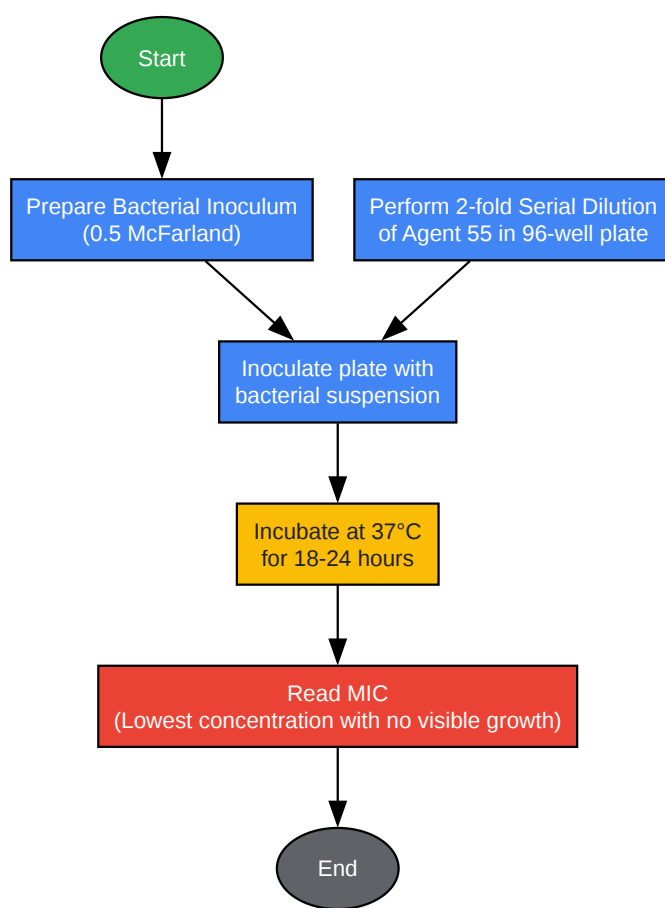 Start
Prepare Bacterial Inoculum
(0.5 McFarland)
Perform 2-fold Serial Dilution
of Agent 55 in 96-well plate
Inoculate plate with
bacterial suspension
Incubate at 37°C
for 18-24 hours
Read MIC
(Lowest concentration with no visible growth)
End